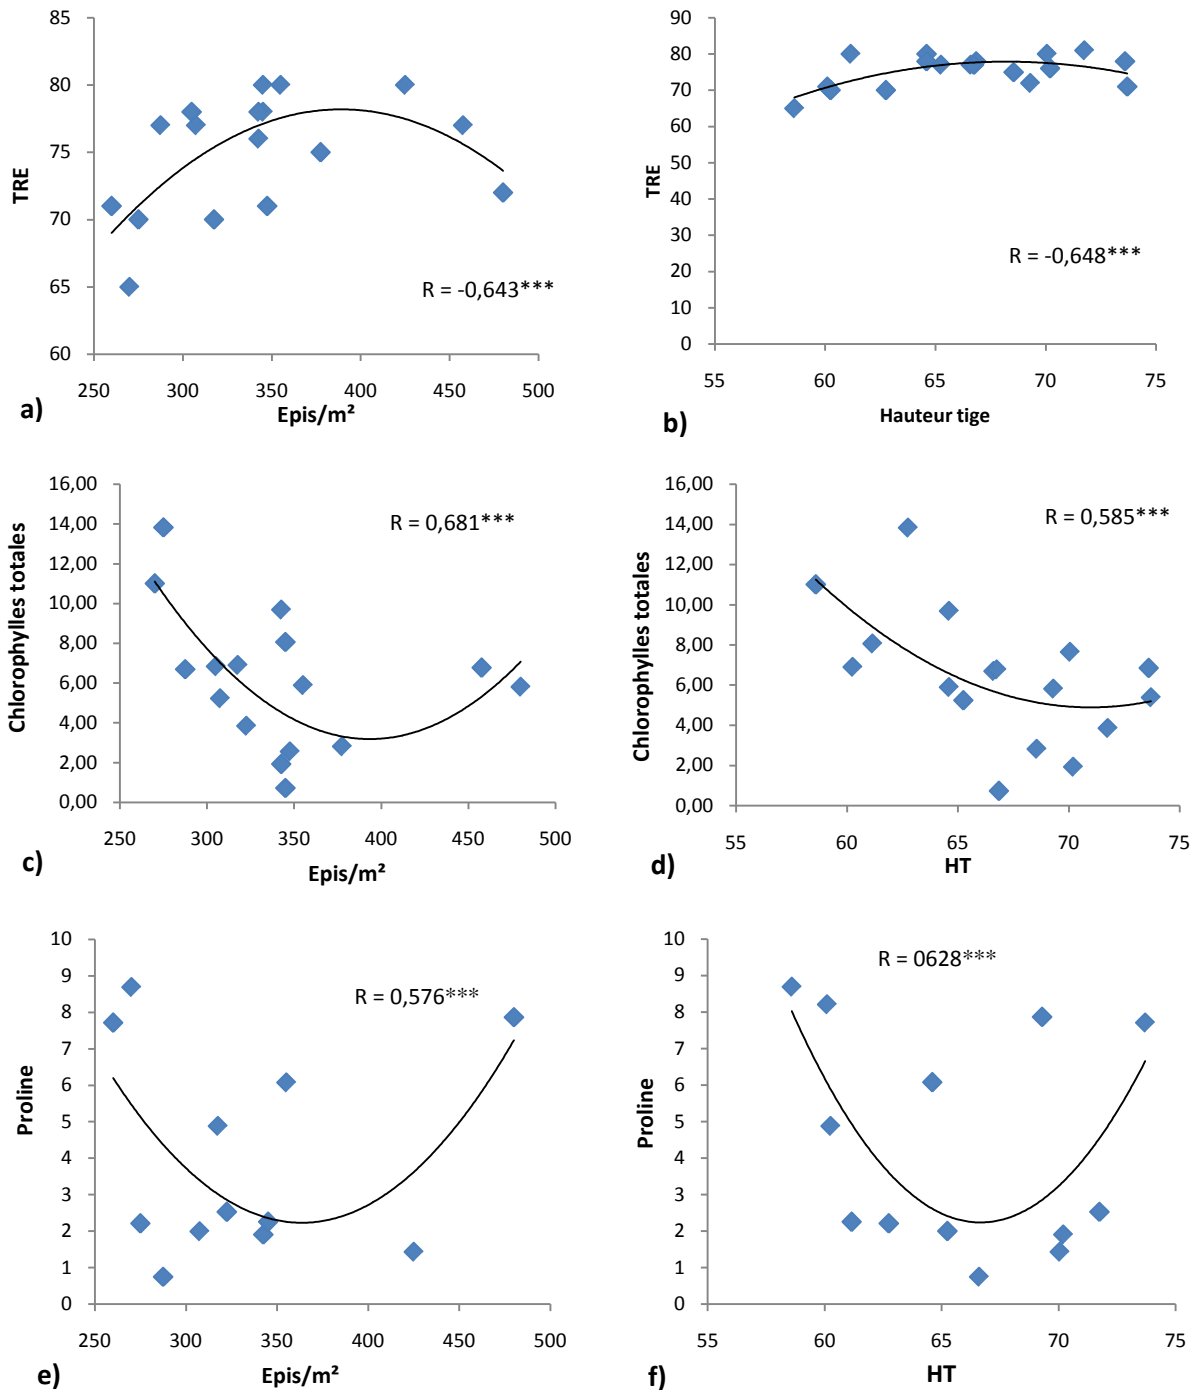 85
80
75
70
65
60
TRE
R = -0,643***
250 300 350 400 450 500
Epis/m²
a)
90
80
70
60
50
40
30
20
10
0
TRE
R = -0,648***
55 60 65 70 75
Hauteur tige
b)
16,00
14,00
12,00
10,00
8,00
6,00
4,00
2,00
0,00
Chlorophylles totales
R = 0,681***
250 300 350 400 450 500
Epis/m²
c)
16,00
14,00
12,00
10,00
8,00
6,00
4,00
2,00
0,00
Chlorophylles totales
R = 0,585***
55 60 65 70 75
HT
d)
10
9
8
7
6
5
4
3
2
1
0
Proline
R = 0,576***
250 300 350 400 450 500
Epis/m²
e)
10
9
8
7
6
5
4
3
2
1
0
Proline
R = 0628***
55 60 65 70 75
HT
f)